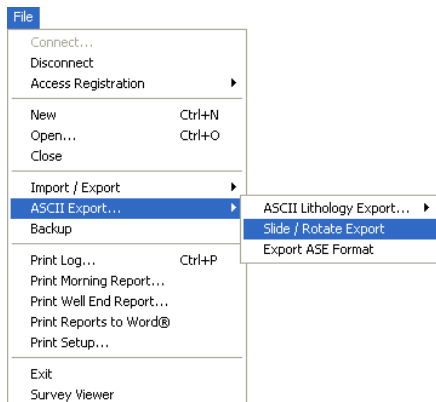 File
Connect...
Disconnect
Access Registration
New Ctrl+N
Open... Ctrl+O
Close
Import / Export
ASCII Export...
Backup
Print Log... Ctrl+P
Print Morning Report...
Print Well End Report...
Print Reports to Word®
Print Setup...
Exit
Survey Viewer
ASCII Lithology Export...
Slide / Rotate Export
Export ASE Format